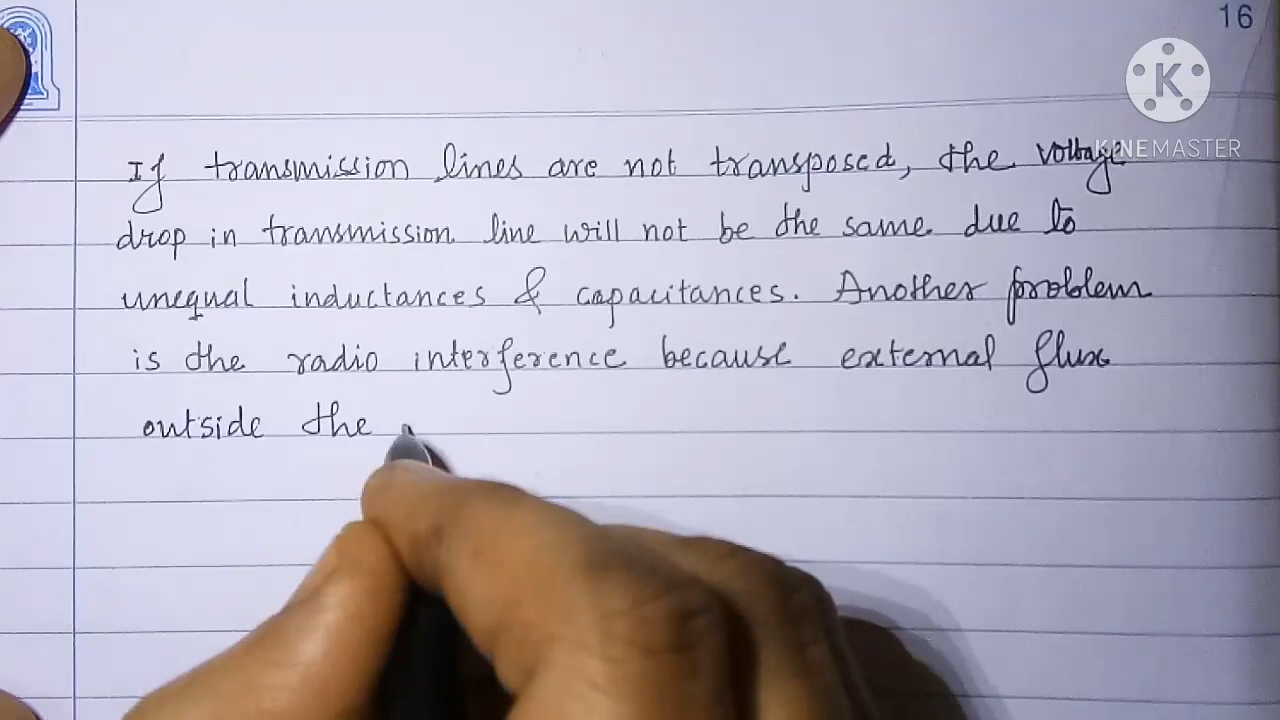 16
K
KINEMASTER
If transmission lines are not transposed, the voltage
drop in transmission line will not be the same due to
unequal inductances & capacitances. Another problem
is the radio interference because external flux
outside the